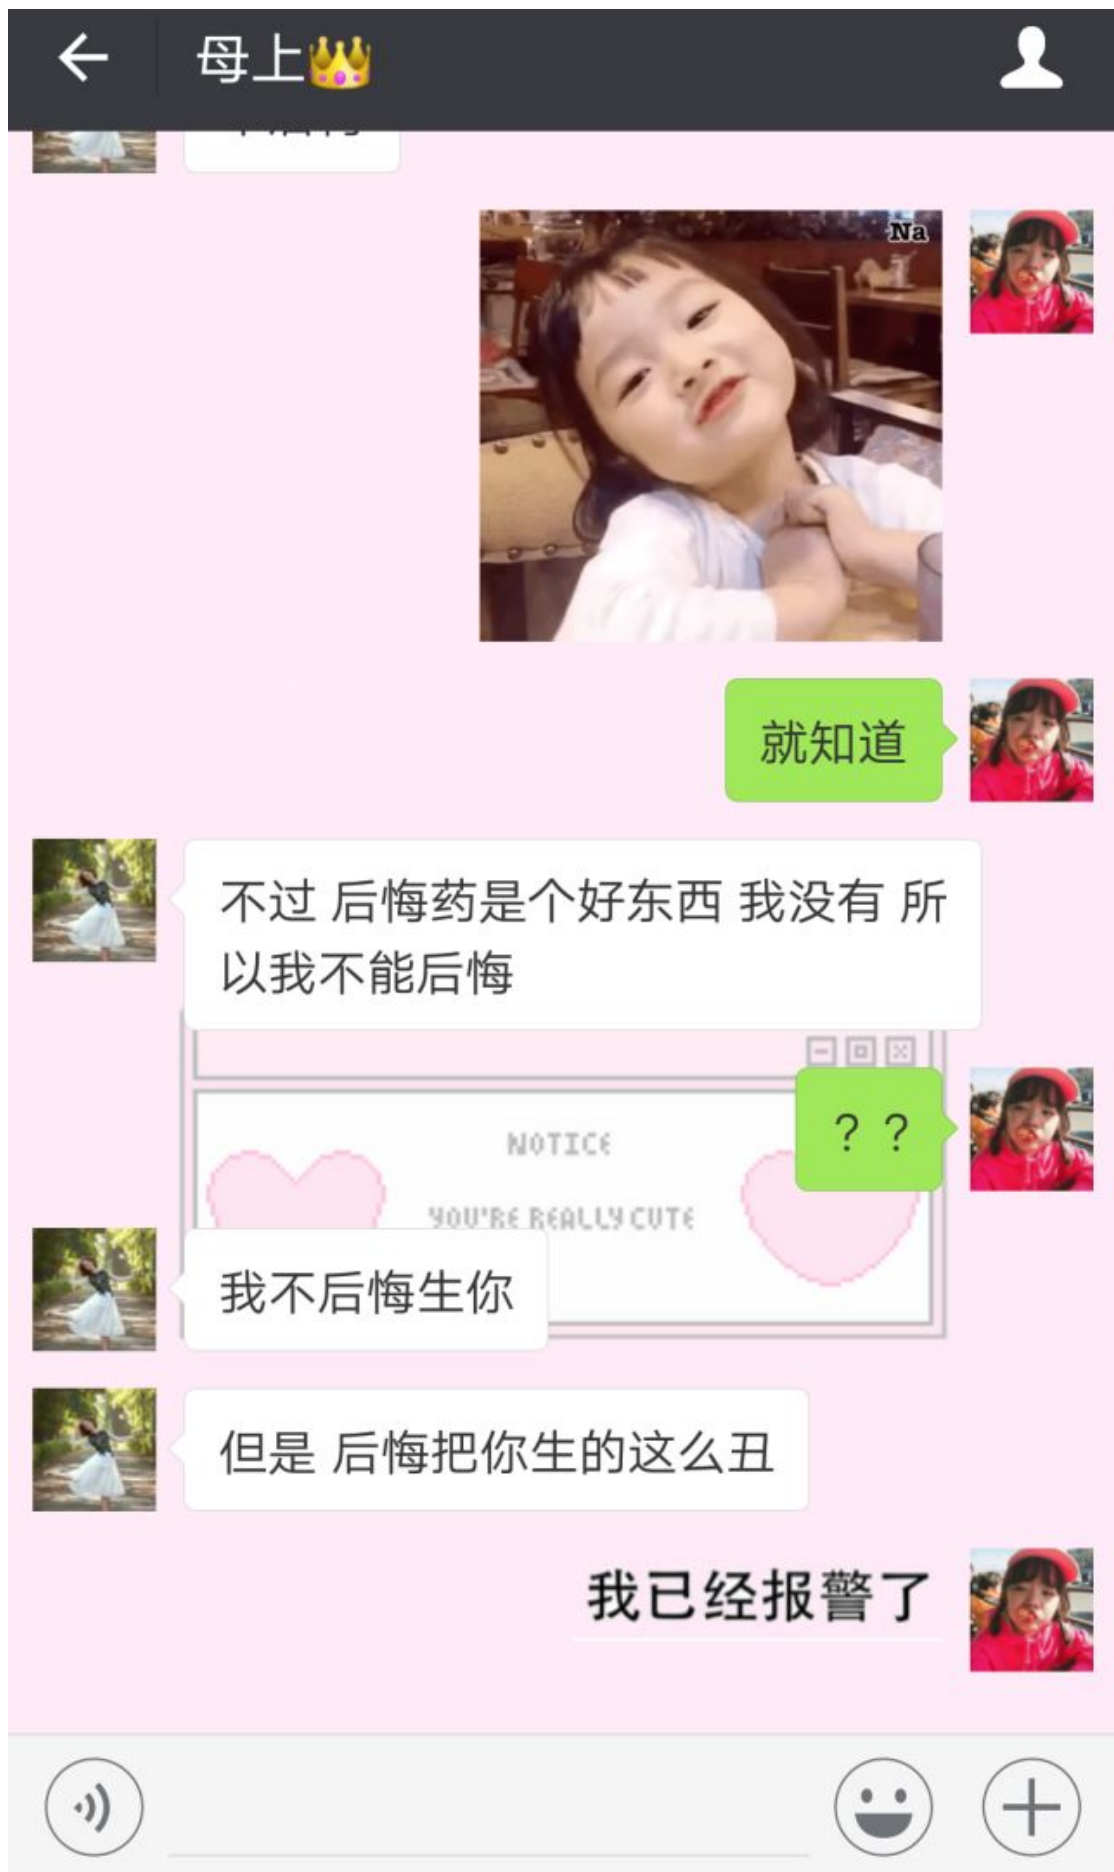 母上
Na
就知道
不过 后悔药是个好东西 我没有 所
以我不能后悔
？？
NOTICE
YOU'RE REALLY CUTE
我不后悔生你
但是 后悔把你生的这么丑
我已经报警了